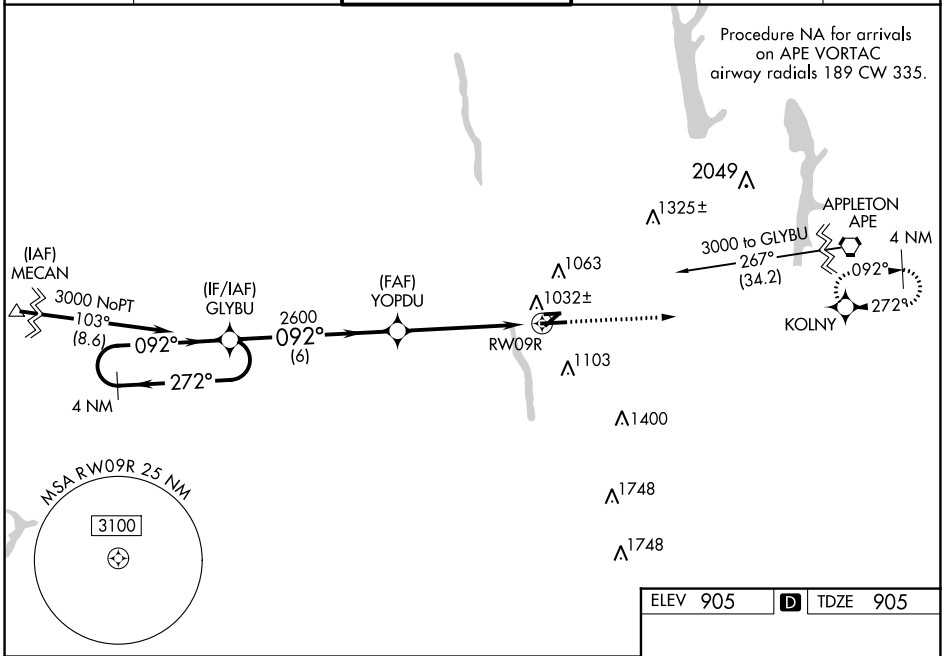 Procedure NA for arrivals
on APE VORTAC
airway radials 189 CW 335.
2049
1325±
APPLETON
APE
4 NM
3000 to GLYBU
267°
(34.2)
092°
272°
KOLNY
(IAF)
MECAN
3000 NoPT
103°
(8.6)
(IF/IAF)
GLYBU
092°
272°
4 NM
2600
092°
(6)
(FAF)
YOPDU
1063
1032±
RW09R
1103
1400
1748
1748
MSA RW09R 25 NM
3100
ELEV 905 D TDZE 905